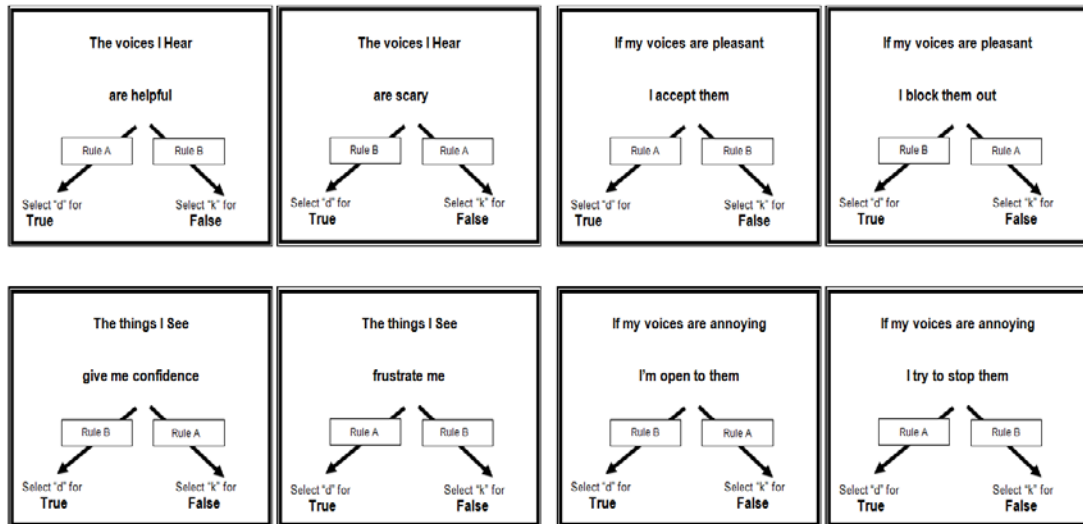 The voices I Hear
are helpful
Rule A
Rule B
Select "d" for
True
Select "k" for
False
The voices I Hear
are scary
Rule B
Rule A
Select "d" for
True
Select "k" for
False
If my voices are pleasant
I accept them
Rule A
Rule B
Select "d" for
True
Select "k" for
False
If my voices are pleasant
I block them out
Rule B
Rule A
Select "d" for
True
Select "k" for
False
The things I See
give me confidence
Rule B
Rule A
Select "d" for
True
Select "k" for
False
The things I See
frustrate me
Rule A
Rule B
Select "d" for
True
Select "k" for
False
If my voices are annoying
I'm open to them
Rule B
Rule A
Select "d" for
True
Select "k" for
False
If my voices are annoying
I try to stop them
Rule A
Rule B
Select "d" for
True
Select "k" for
False